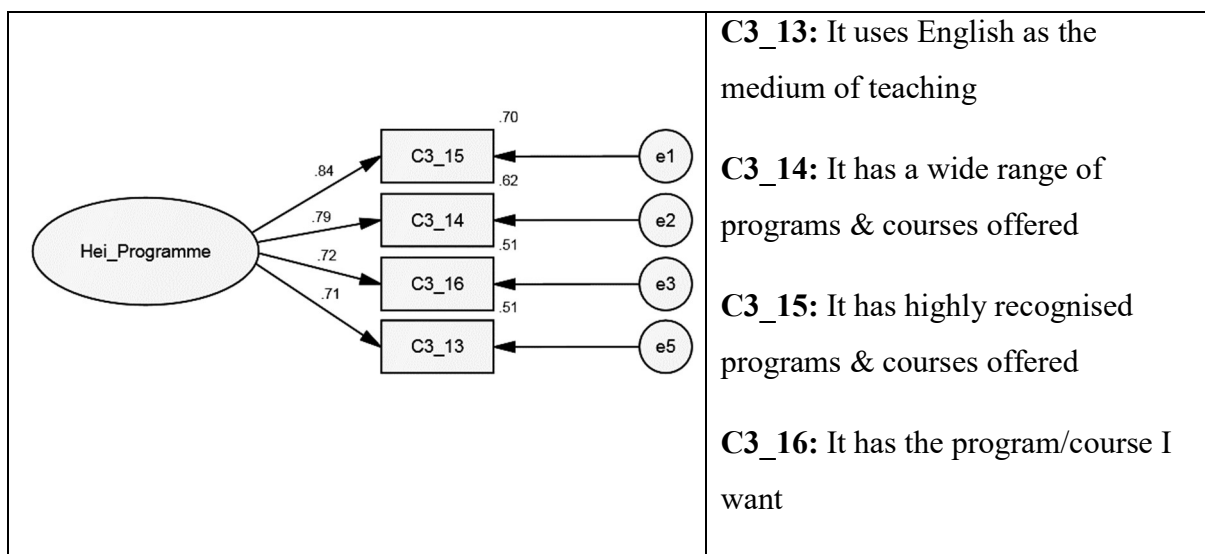 .70
C3_15
e1
.84
.62
.79
C3_14
e2
Hei_Programme
.51
.72
C3_16
e3
.71
.51
C3_13
e5
C3_13: It uses English as the
medium of teaching
C3_14: It has a wide range of
programs & courses offered
C3_15: It has highly recognised
programs & courses offered
C3_16: It has the program/course I
want